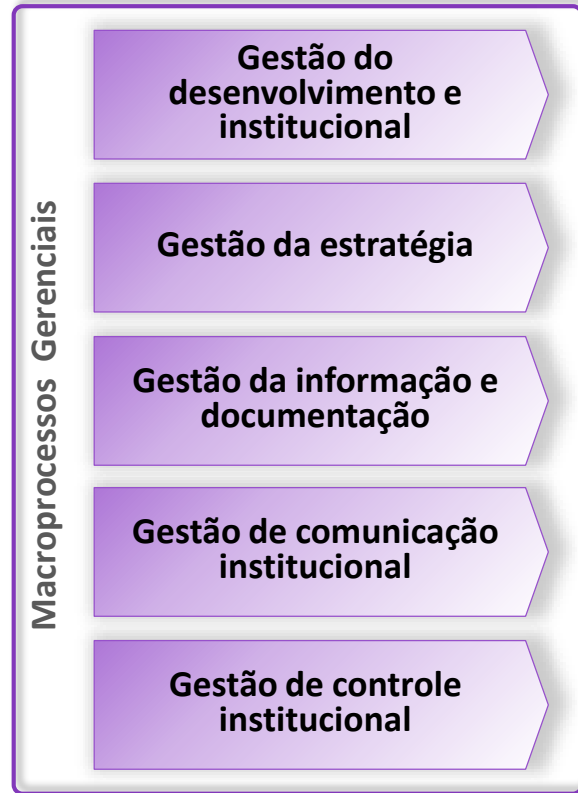 Macroprocessos Gerenciais
Gestão do
desenvolvimento e
institucional
Gestão da estratégia
Gestão da informação e
documentação
Gestão de comunicação
institucional
Gestão de controle
institucional